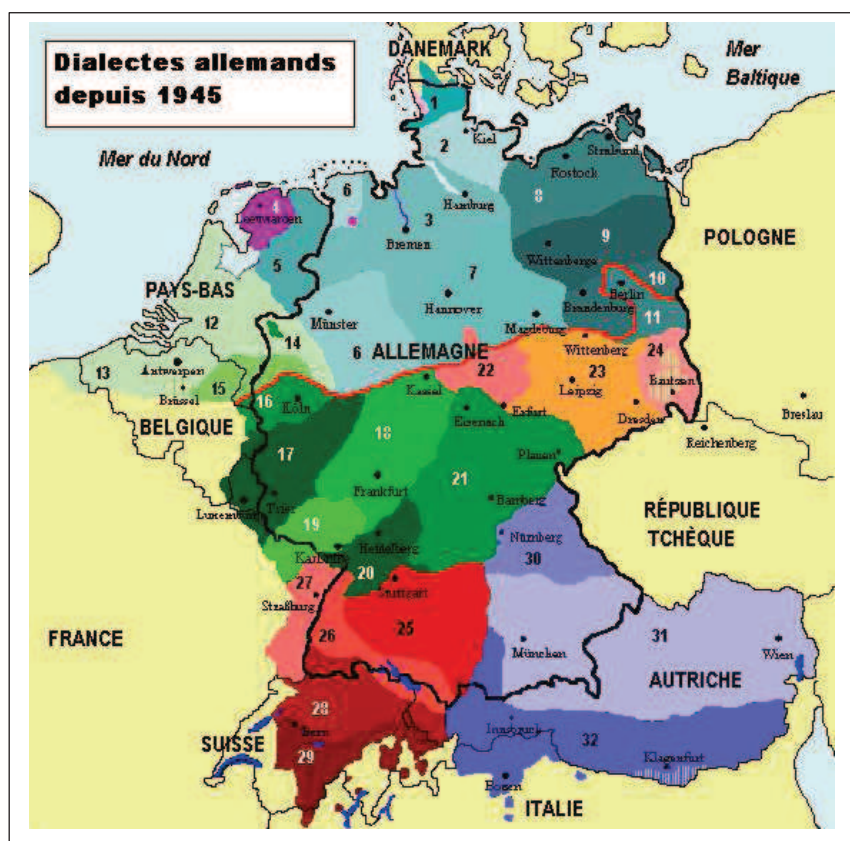 Dialectes allemands
depuis 1945
DANEMARK
Mer
Baltique
Mer du Nord
1
Kiel
2
Stralsund
Rostock
6
4
Leeuwarden
3
Hamburg
8
Bremen
9
POLOGNE
5
Wittenberge
PAYS-BAS
7
10
Berlin
12
Münster
Hannover
Brandenburg
11
Magdeburg
14
6
ALLEMAGNE
Wittenberg
24
13
Antwerpen
22
23
15
Kassel
Leipzig
Bautzen
Brüssel
16
Köln
Erfurt
Dresden
Breslau
BELGIQUE
Eisenach
Reichenberg
18
17
Plauen
21
Frankfurt
Bamberg
Luxemburg
Trier
RÉPUBLIQUE
TCHÈQUE
19
Heidelberg
Nürnberg
Karlsruhe
30
20
27
Stuttgart
Straßburg
FRANCE
26
25
31
München
Wien
AUTRICHE
28
Bern
Innsbruck
SUISSE
32
29
Klagenfurt
Bozen
ITALIE